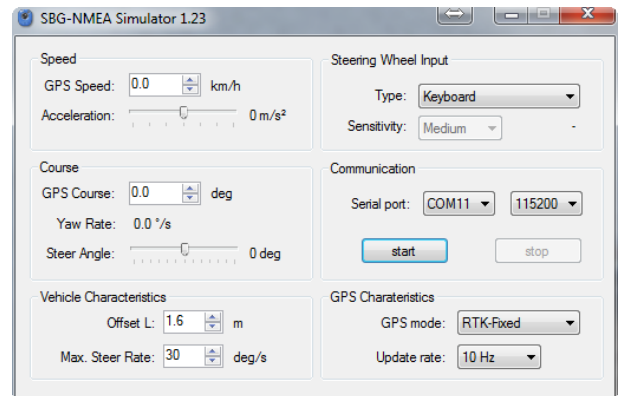 SBG-NMEA Simulator 1.23
Speed
GPS Speed: 0.0 km/h
Acceleration: 0 m/s²
Steering Wheel Input
Type: Keyboard
Sensitivity: Medium -
Course
GPS Course: 0.0 deg
Yaw Rate: 0.0 °/s
Steer Angle: 0 deg
Communication
Serial port: COM11 115200
start stop
Vehicle Characteristics
Offset L: 1.6 m
Max. Steer Rate: 30 deg/s
GPS Charateristics
GPS mode: RTK-Fixed
Update rate: 10 Hz